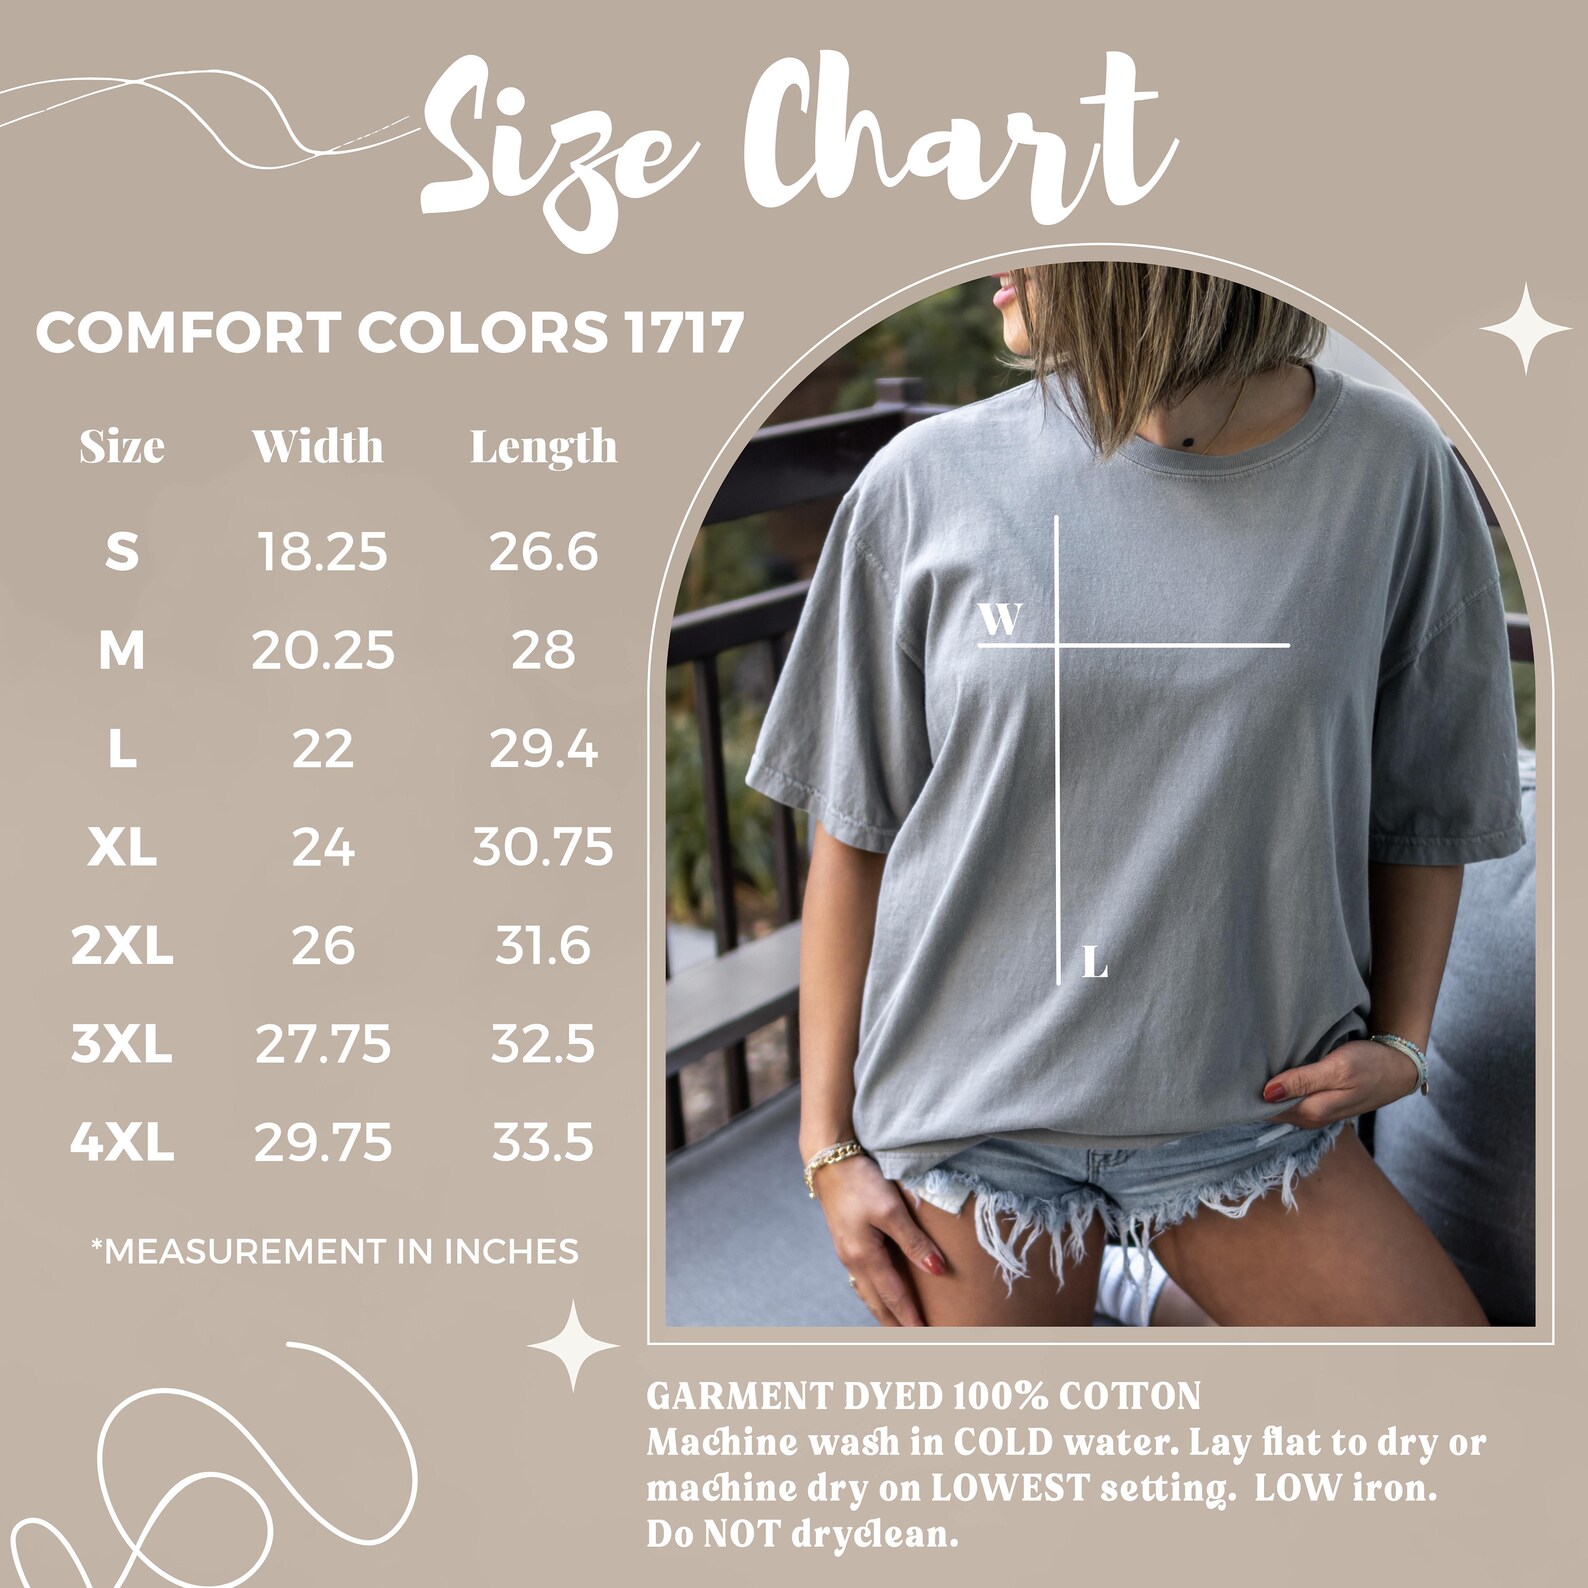 Size Chart
COMFORT COLORS 1717
Size Width Length
S 18.25 26.6
M 20.25 28
L 22 29.4
XL 24 30.75
2XL 26 31.6
3XL 27.75 32.5
4XL 29.75 33.5
*MEASUREMENT IN INCHES
W
L
GARMENT DYED 100% COTTON
Machine wash in COLD water. Lay flat to dry or
machine dry on LOWEST setting. LOW iron.
Do NOT dryclean.